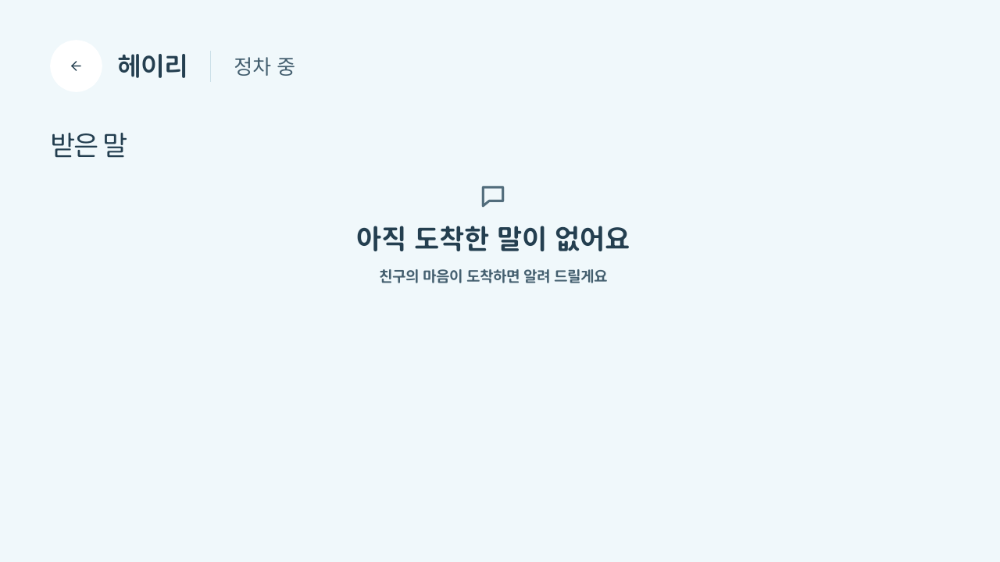 헤이리
정차 중
받은 말
아직 도착한 말이 없어요
친구의 마음이 도착하면 알려 드릴게요